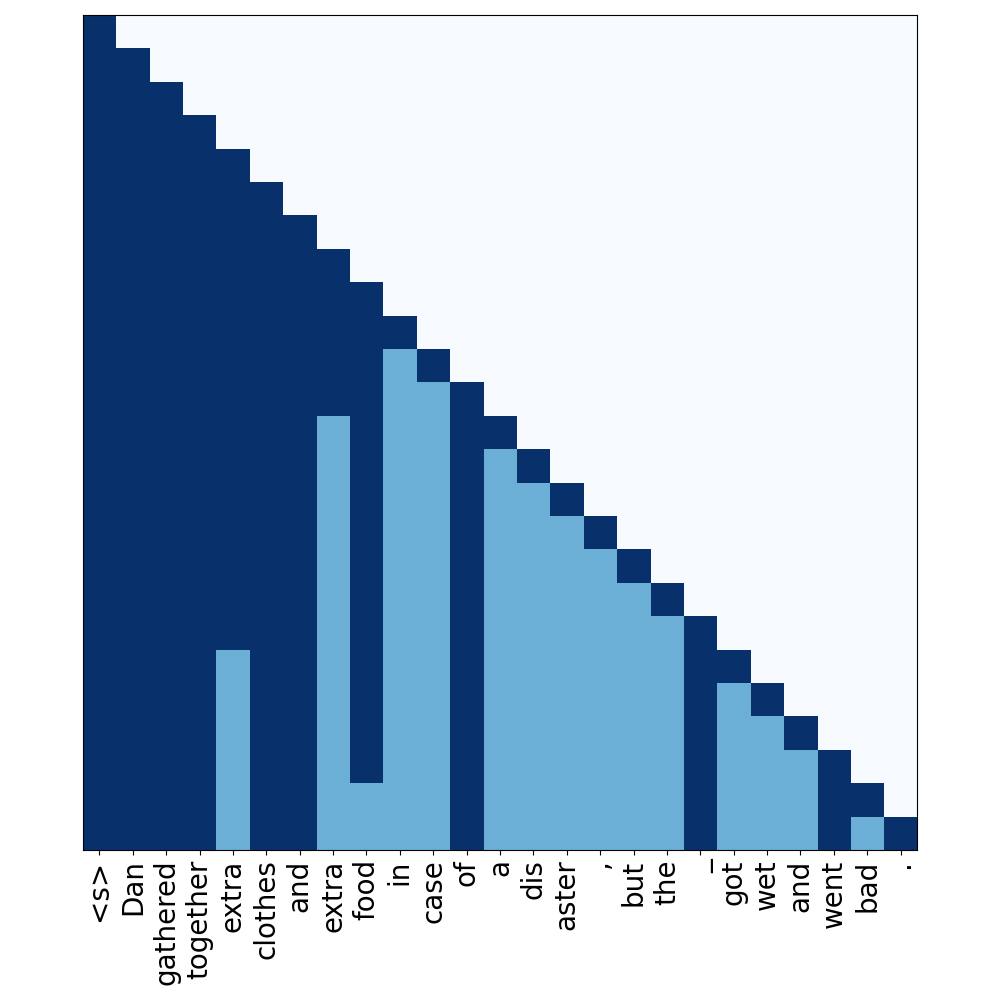 <s> Dan gathered together extra clothes and extra food in case of a dis aster , but the _ got wet and went bad .